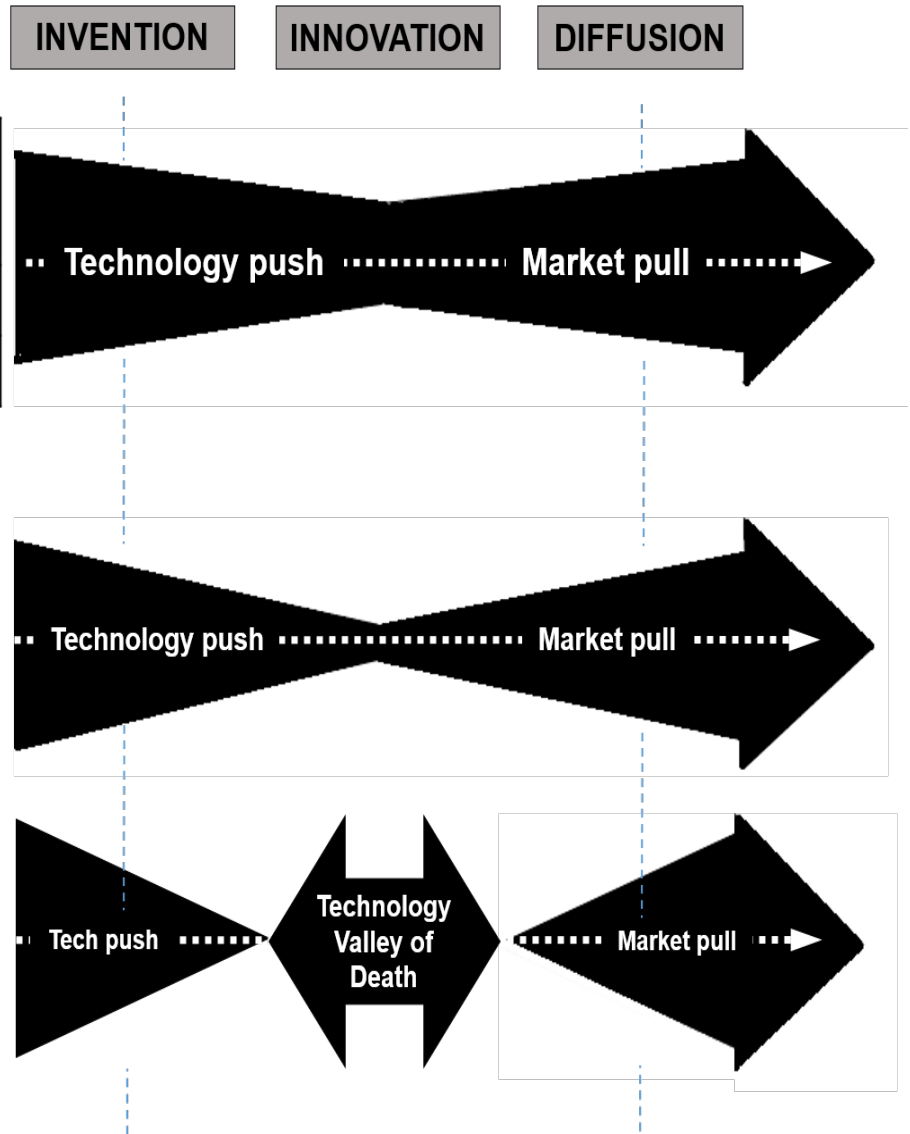 INVENTION
INNOVATION
DIFFUSION
Technology push
Market pull
Technology push
Market pull
Tech push
Technology
Valley of
Death
Market pull